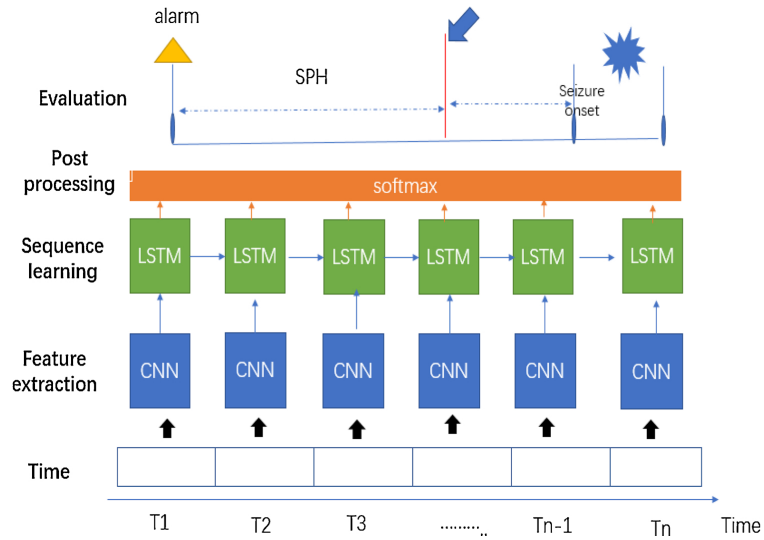 alarm
SPH
Evaluation
Seizure
onset
Post
processing
softmax
Sequence
learning
LSTM LSTM LSTM LSTM LSTM LSTM
Feature
extraction
CNN CNN CNN CNN CNN CNN
Time
T1 T2 T3 ……….. Tn-1 Tn Time